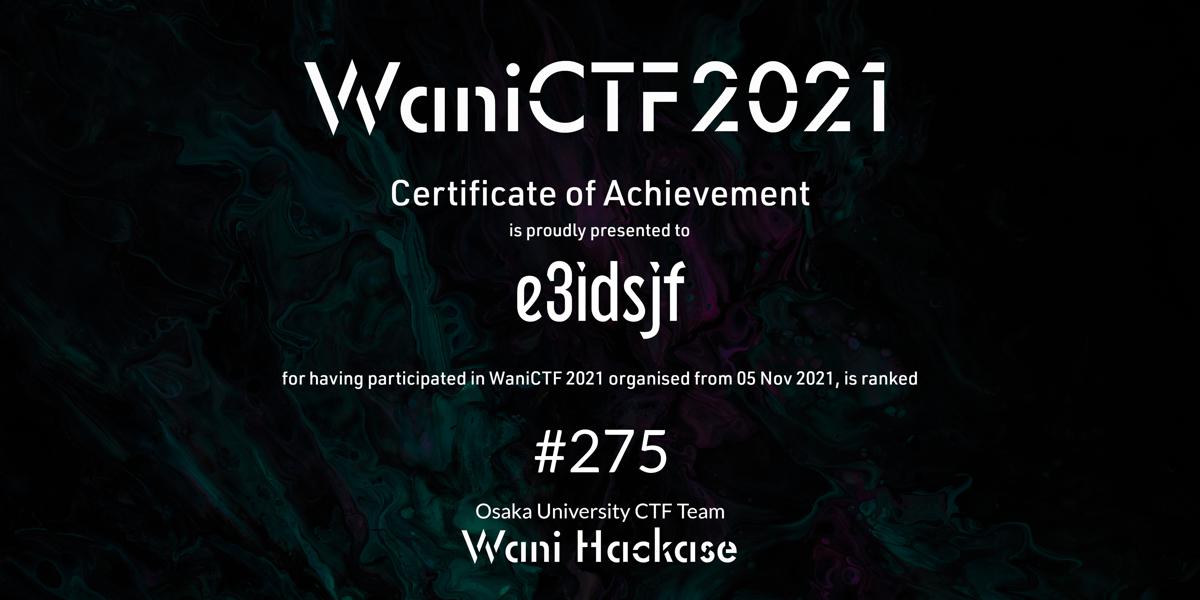 WaniCTF2021
Certificate of Achievement
is proudly presented to
e3idsjf
for having participated in WaniCTF 2021 organised from 05 Nov 2021, is ranked
#275
Osaka University CTF Team
Wani Hackase